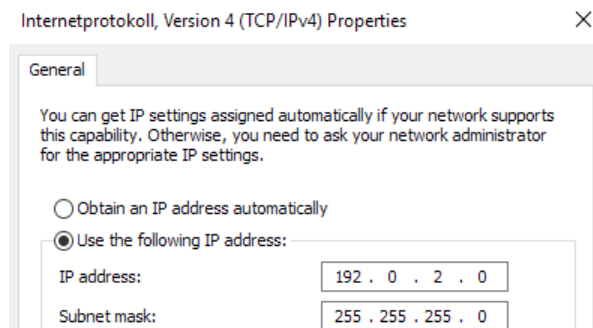 Internetprotokoll, Version 4 (TCP/IPv4) Properties
General
You can get IP settings assigned automatically if your network supports
this capability. Otherwise, you need to ask your network administrator
for the appropriate IP settings.
Obtain an IP address automatically
Use the following IP address:
IP address: 192 . 0 . 2 . 0
Subnet mask: 255 . 255 . 255 . 0